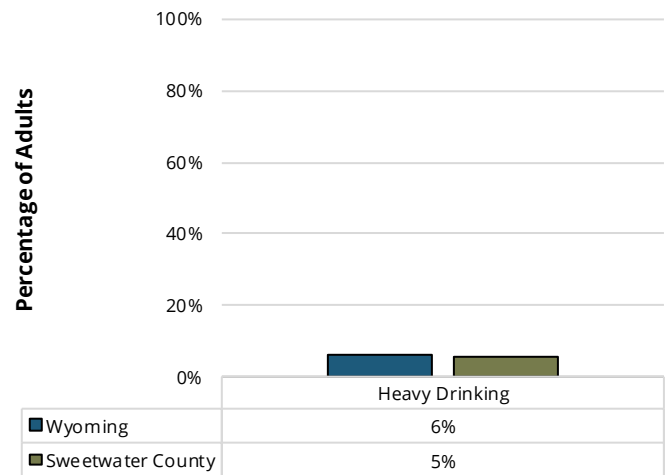 100%
80%
60%
40%
20%
0%
Percentage of Adults
Heavy Drinking
Wyoming 6%
Sweetwater County 5%